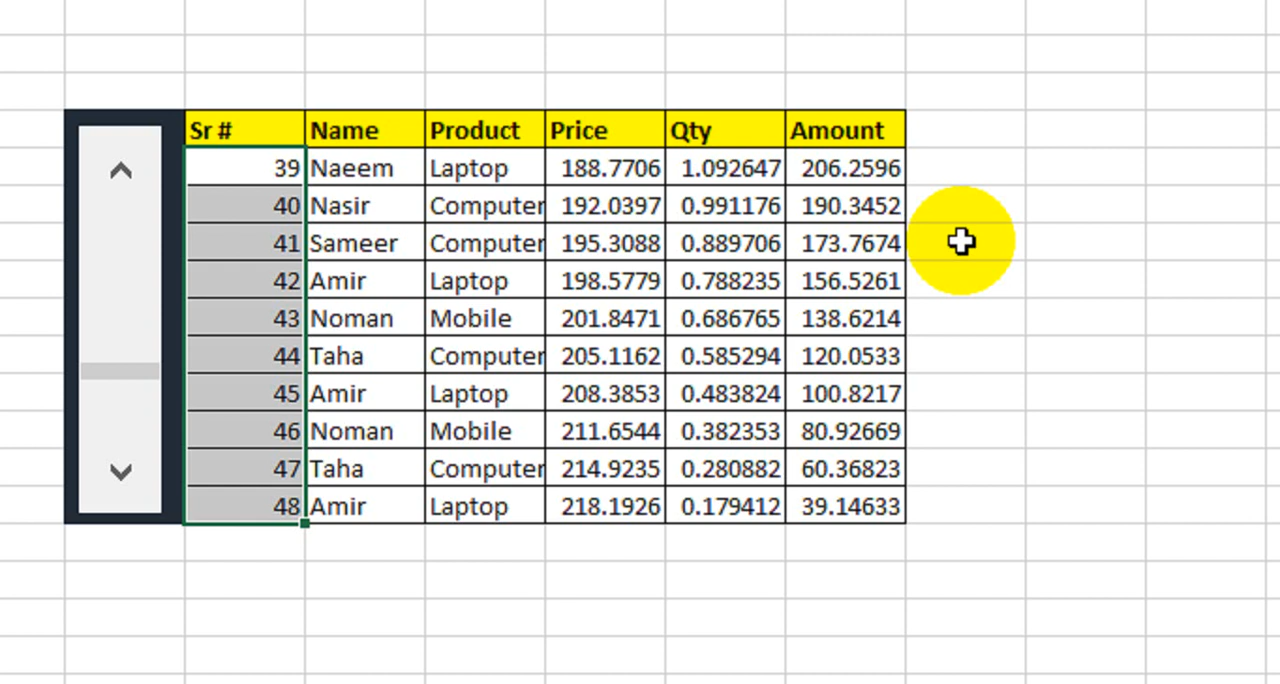 Sr # Name Product Price Qty Amount
39 Naeem Laptop 188.7706 1.092647 206.2596
40 Nasir Computer 192.0397 0.991176 190.3452
41 Sameer Computer 195.3088 0.889706 173.7674
42 Amir Laptop 198.5779 0.788235 156.5261
43 Noman Mobile 201.8471 0.686765 138.6214
44 Taha Computer 205.1162 0.585294 120.0533
45 Amir Laptop 208.3853 0.483824 100.8217
46 Noman Mobile 211.6544 0.382353 80.92669
47 Taha Computer 214.9235 0.280882 60.36823
48 Amir Laptop 218.1926 0.179412 39.14633